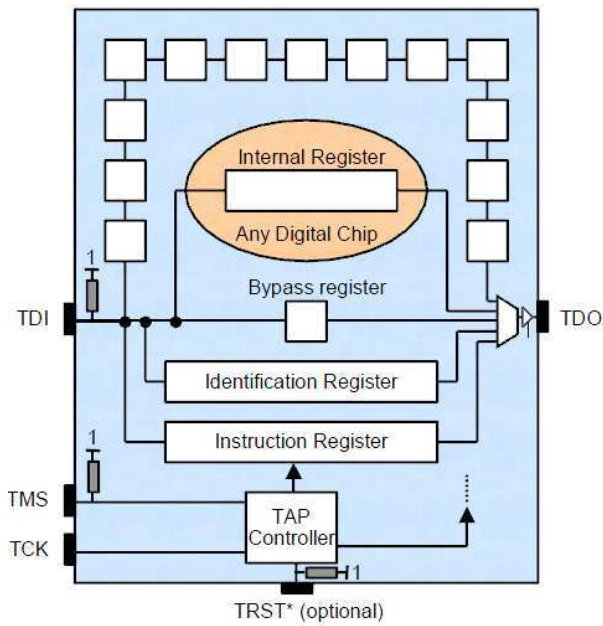 Internal Register
Any Digital Chip
1
Bypass register
TDI
TDO
Identification Register
1
Instruction Register
TMS
TAP
Controller
TCK
1
TRST* (optional)